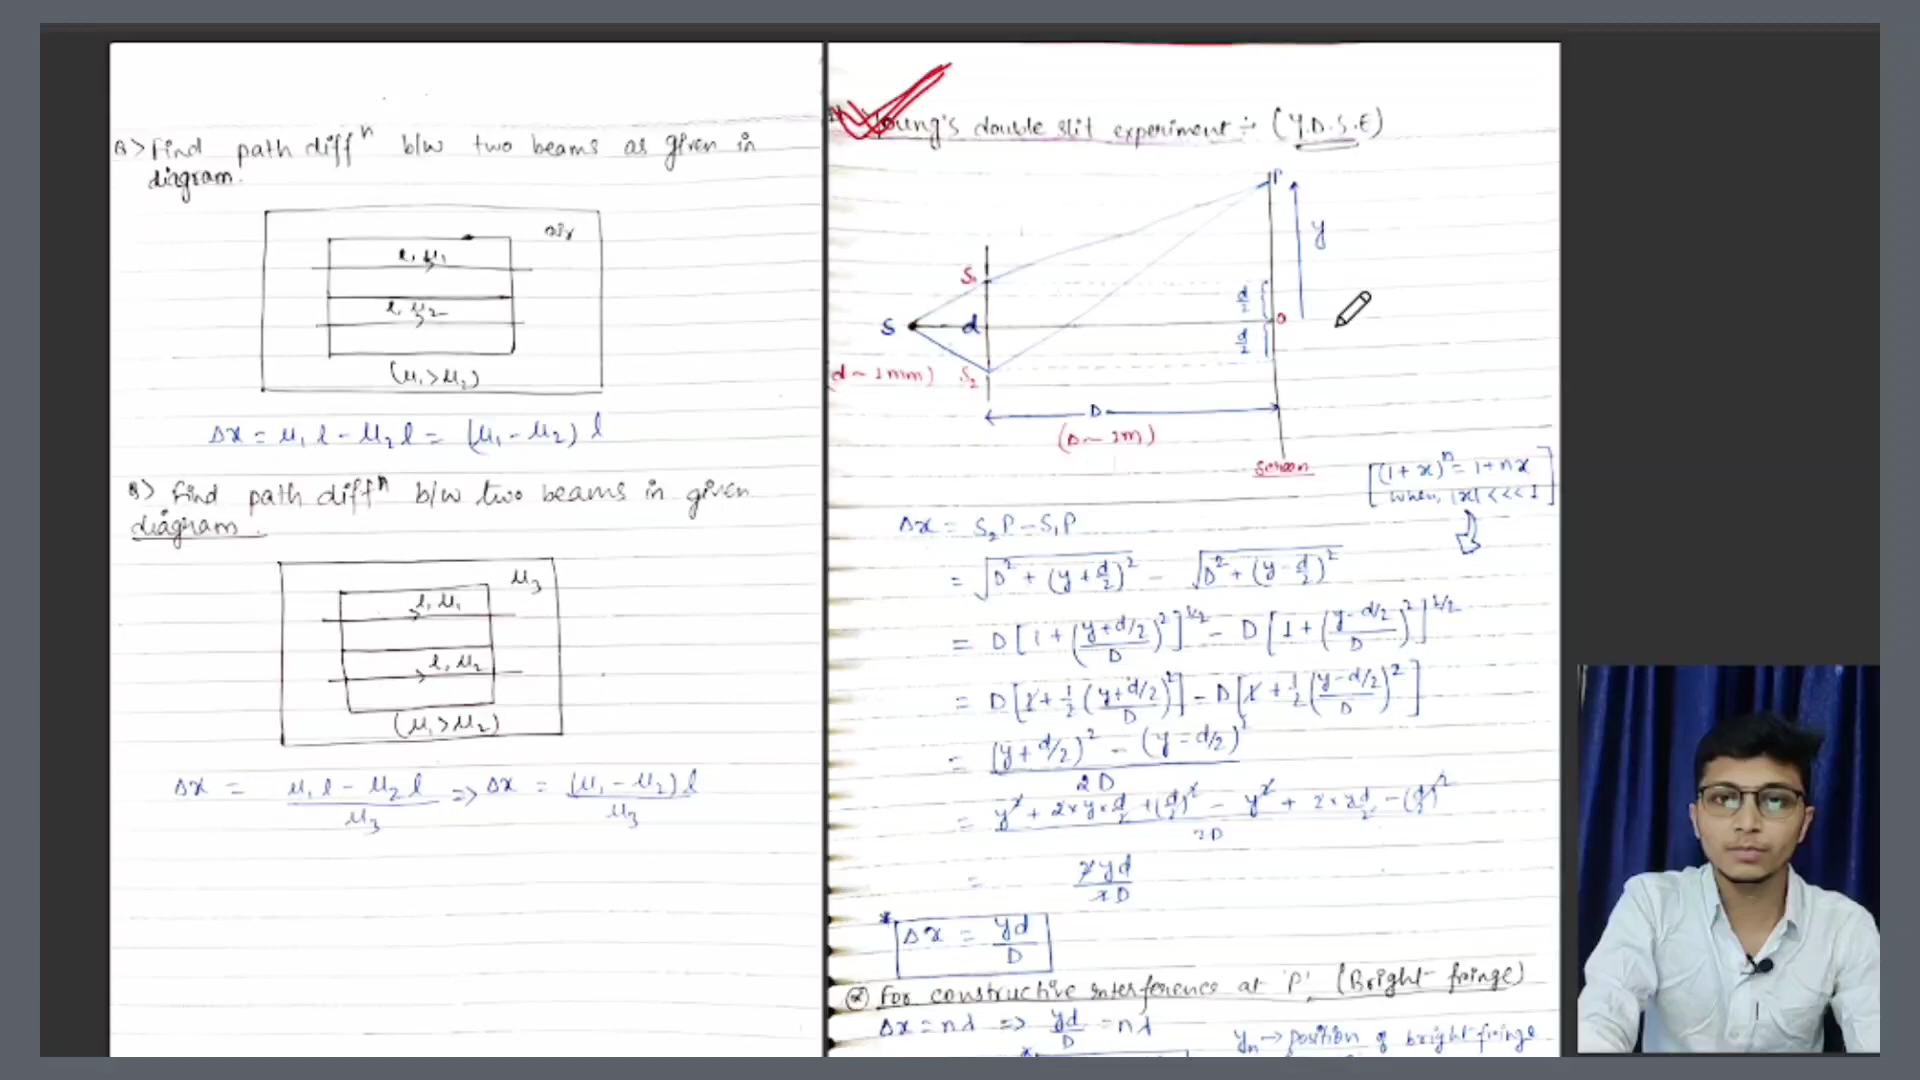 Q> Find path diffⁿ b/w two beams as given in
diagram.
air
l, μ₁
l, μ₂
(μ₁ > μ₂)
Δx = μ₁ l - μ₂ l = (μ₁ - μ₂) l
Q> Find path diffⁿ b/w two beams in given
diagram.
μ₃
l, μ₁
l, μ₂
(μ₁ > μ₂)
Δx = (μ₁ l - μ₂ l)/μ₃ => Δx = (μ₁ - μ₂) l/μ₃
Young's double slit experiment ÷ (Y.D.S.E)
P
y
S₁
d/2
S
d
O
d/2
(d ~ 1mm)
S₂
D
(D ~ 1m)
Screen
[(1 + x)ⁿ = 1 + nx
when, |x| <<< 1]
Δx = S₂P - S₁P
= √(D² + (y + d/2)²) - √(D² + (y - d/2)²)
= D[1 + ((y + d/2)/D)²]^1/2 - D[1 + ((y - d/2)/D)²]^1/2
= D[1 + 1/2((y + d/2)/D)²] - D[1 + 1/2((y - d/2)/D)²]
= ((y + d/2)² - (y - d/2)²)/2D
= (y² + 2×y×d/2 + (d/2)² - y² + 2×yd/2 - (d/2)²)/2D
= 2yd/2D
* Δx = yd/D
For constructive interference at 'P' (Bright fringe)
Δx = nλ => yd/D = nλ
yₙ → position of bright fringe